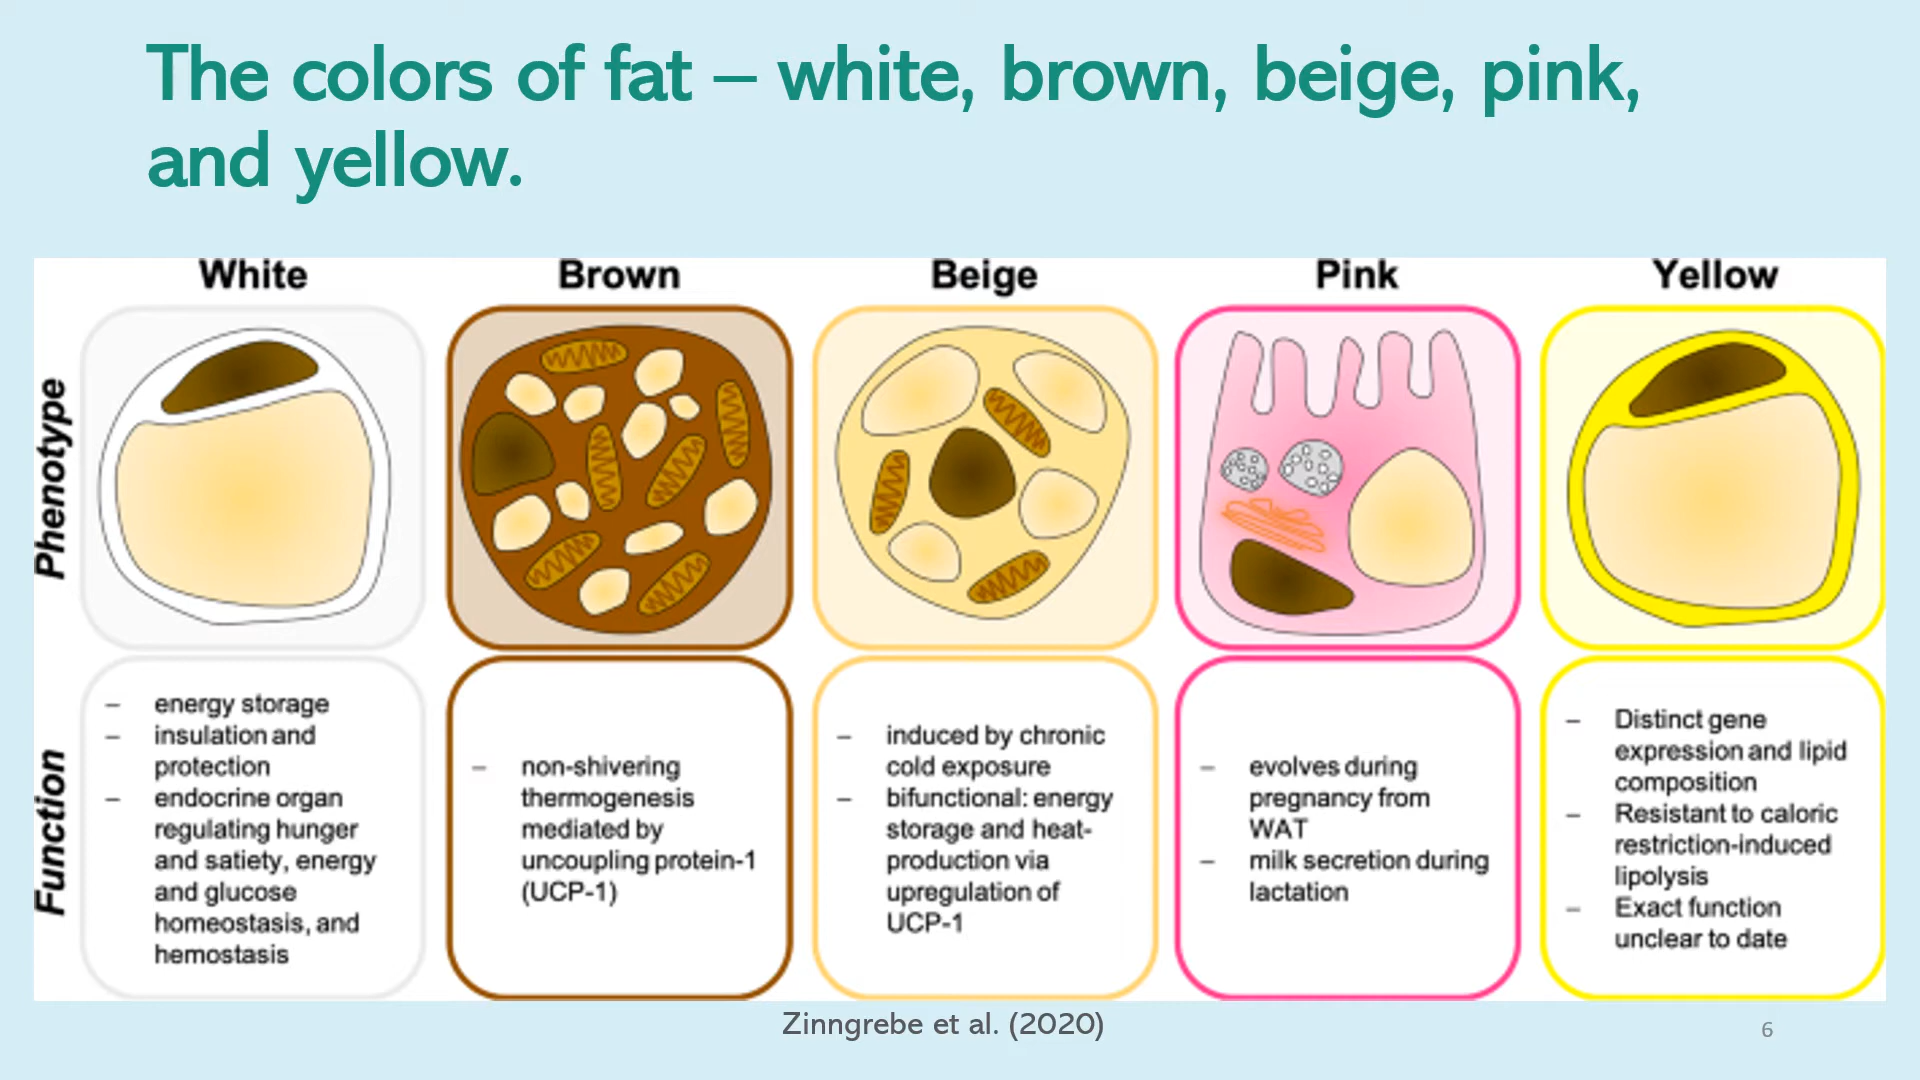 The colors of fat – white, brown, beige, pink,
and yellow.
White
Brown
Beige
Pink
Yellow
Phenotype
Function
– energy storage
– insulation and
protection
– endocrine organ
regulating hunger
and satiety, energy
and glucose
homeostasis, and
hemostasis
– non-shivering
thermogenesis
mediated by
uncoupling protein-1
(UCP-1)
– induced by chronic
cold exposure
– bifunctional: energy
storage and heat-
production via
upregulation of
UCP-1
– evolves during
pregnancy from
WAT
– milk secretion during
lactation
– Distinct gene
expression and lipid
composition
– Resistant to caloric
restriction-induced
lipolysis
– Exact function
unclear to date
Zinngrebe et al. (2020)
6